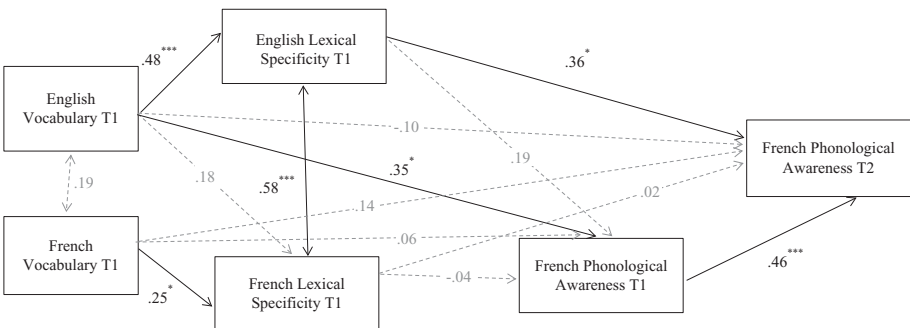 English Lexical
Specificity T1
.48***
.36*
English
Vocabulary T1
-.10
French Phonological
Awareness T2
.19
.35*
.18
.19
.58***
.02
.14
French
Vocabulary T1
.06
French Phonological
Awareness T1
.46***
French Lexical
Specificity T1
-.04
.25*